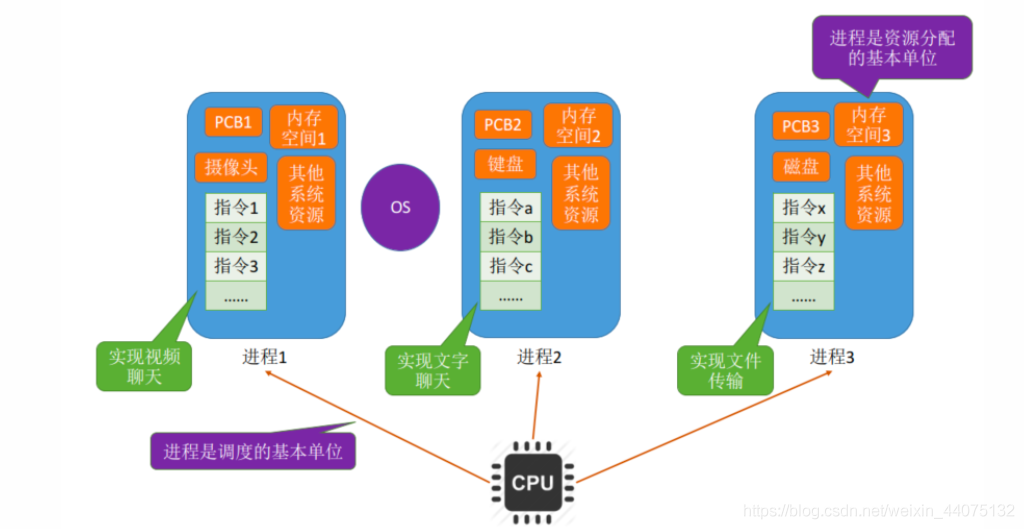 进程是资源分配
的基本单位
PCB1
内存
空间1
摄像头
其他
系统
资源
指令1
指令2
指令3
......
OS
PCB2
内存
空间2
键盘
其他
系统
资源
指令a
指令b
指令c
......
PCB3
内存
空间3
磁盘
其他
系统
资源
指令x
指令y
指令z
......
实现视频
聊天
进程1
实现文字
聊天
进程2
实现文件
传输
进程3
进程是调度的基本单位
CPU
https://blog.csdn.net/weixin_44075132